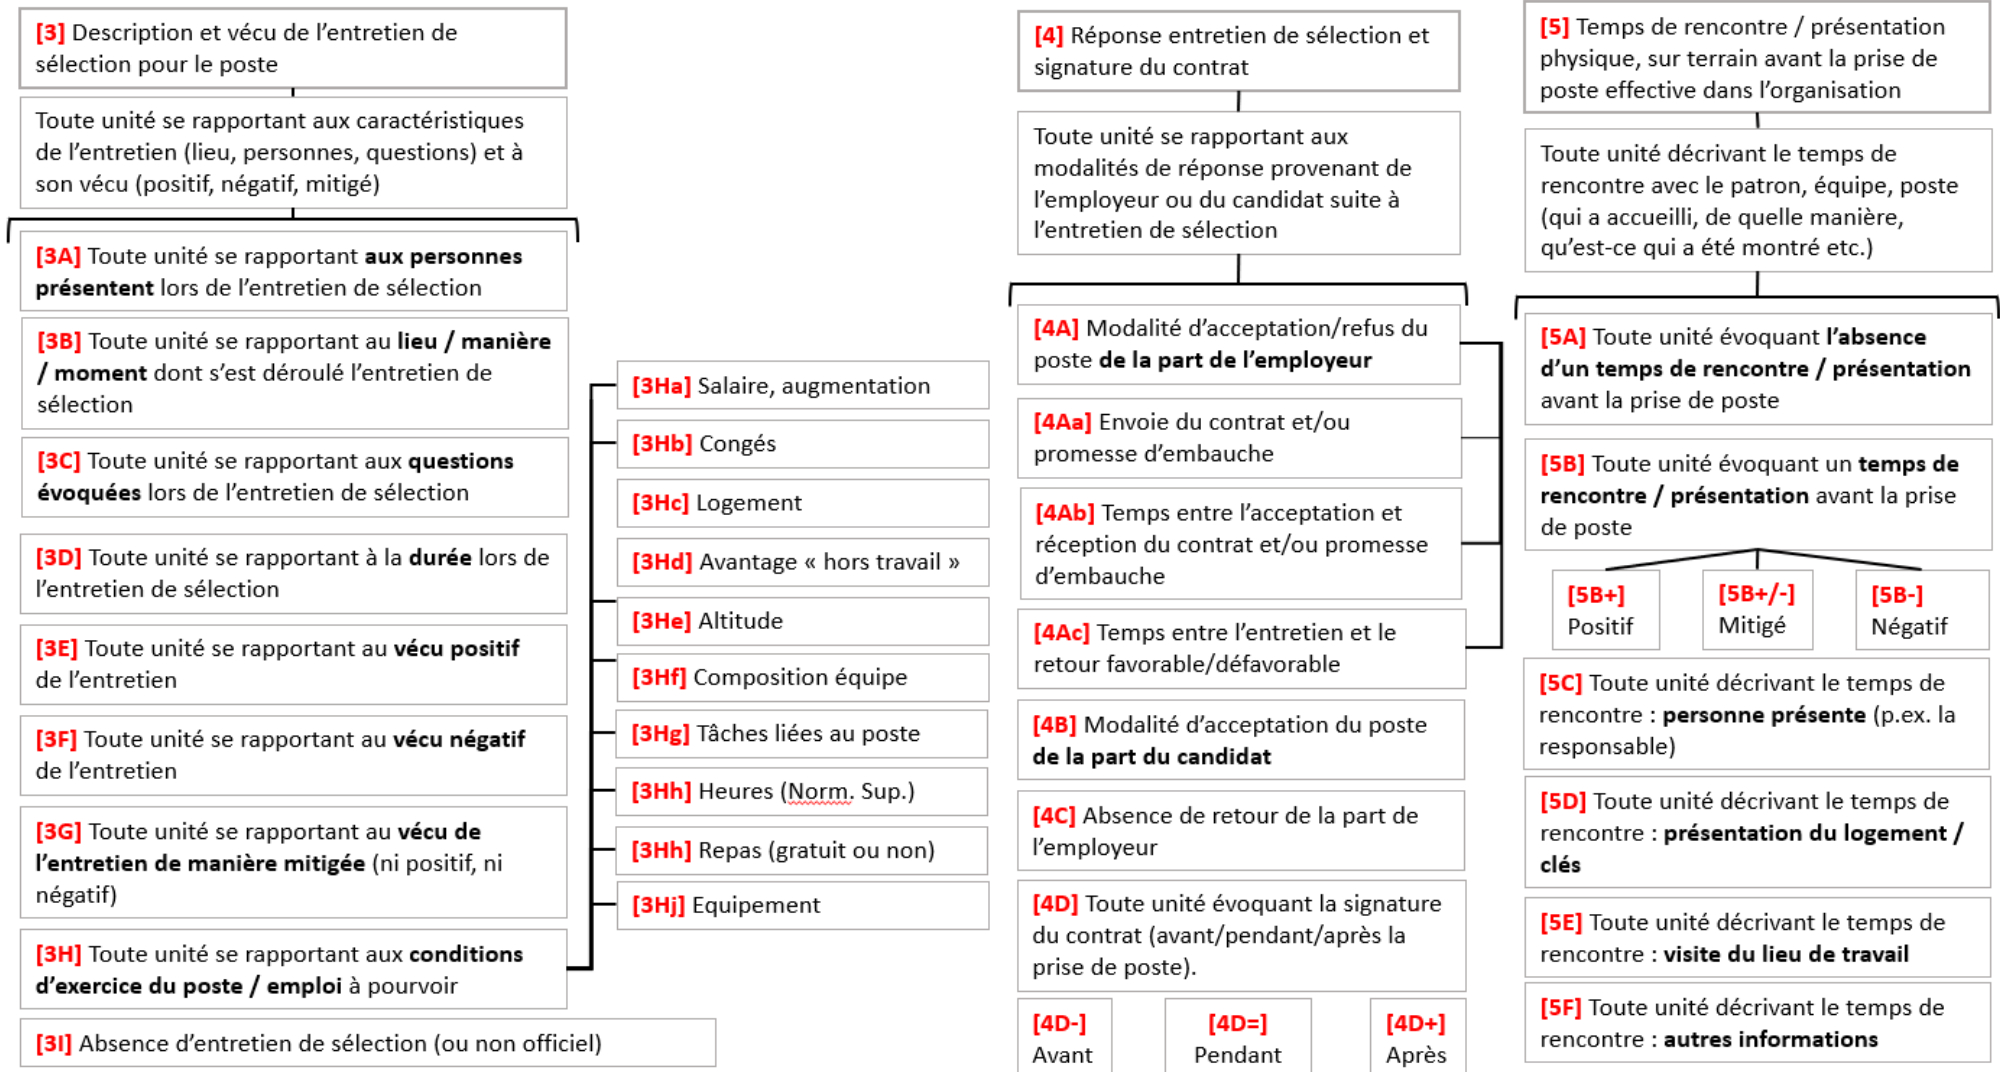 [3] Description et vécu de l’entretien de
sélection pour le poste
Toute unité se rapportant aux caractéristiques
de l’entretien (lieu, personnes, questions) et à
son vécu (positif, négatif, mitigé)
[3A] Toute unité se rapportant aux personnes
présentent lors de l’entretien de sélection
[3B] Toute unité se rapportant au lieu / manière
/ moment dont s’est déroulé l’entretien de
sélection
[3C] Toute unité se rapportant aux questions
évoquées lors de l’entretien de sélection
[3D] Toute unité se rapportant à la durée lors de
l’entretien de sélection
[3E] Toute unité se rapportant au vécu positif
de l’entretien
[3F] Toute unité se rapportant au vécu négatif
de l’entretien
[3G] Toute unité se rapportant au vécu de
l’entretien de manière mitigée (ni positif, ni
négatif)
[3H] Toute unité se rapportant aux conditions
d’exercice du poste / emploi à pourvoir
[3I] Absence d’entretien de sélection (ou non officiel)
[3Ha] Salaire, augmentation
[3Hb] Congés
[3Hc] Logement
[3Hd] Avantage « hors travail »
[3He] Altitude
[3Hf] Composition équipe
[3Hg] Tâches liées au poste
[3Hh] Heures (Norm. Sup.)
[3Hh] Repas (gratuit ou non)
[3Hj] Equipement
[4] Réponse entretien de sélection et
signature du contrat
Toute unité se rapportant aux
modalités de réponse provenant de
l’employeur ou du candidat suite à
l’entretien de sélection
[4A] Modalité d’acceptation/refus du
poste de la part de l’employeur
[4Aa] Envoie du contrat et/ou
promesse d’embauche
[4Ab] Temps entre l’acceptation et
réception du contrat et/ou promesse
d’embauche
[4Ac] Temps entre l’entretien et le
retour favorable/défavorable
[4B] Modalité d’acceptation du poste
de la part du candidat
[4C] Absence de retour de la part de
l’employeur
[4D] Toute unité évoquant la signature
du contrat (avant/pendant/après la
prise de poste).
[4D-]
Avant
[4D=]
Pendant
[4D+]
Après
[5] Temps de rencontre / présentation
physique, sur terrain avant la prise de
poste effective dans l’organisation
Toute unité décrivant le temps de
rencontre avec le patron, équipe, poste
(qui a accueilli, de quelle manière,
qu’est-ce qui a été montré etc.)
[5A] Toute unité évoquant l’absence
d’un temps de rencontre / présentation
avant la prise de poste
[5B] Toute unité évoquant un temps de
rencontre / présentation avant la prise
de poste
[5B+]
Positif
[5B+/-]
Mitigé
[5B-]
Négatif
[5C] Toute unité décrivant le temps de
rencontre : personne présente (p.ex. la
responsable)
[5D] Toute unité décrivant le temps de
rencontre : présentation du logement /
clés
[5E] Toute unité décrivant le temps de
rencontre : visite du lieu de travail
[5F] Toute unité décrivant le temps de
rencontre : autres informations